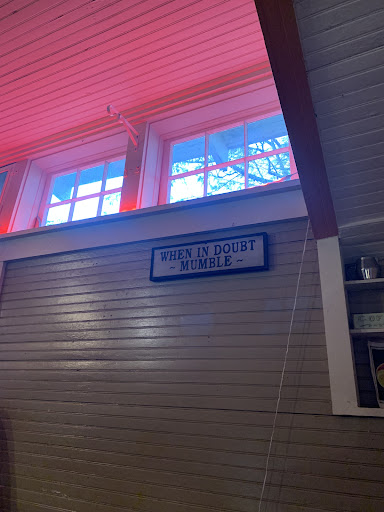 WHEN IN DOUBT
~ MUMBLE ~